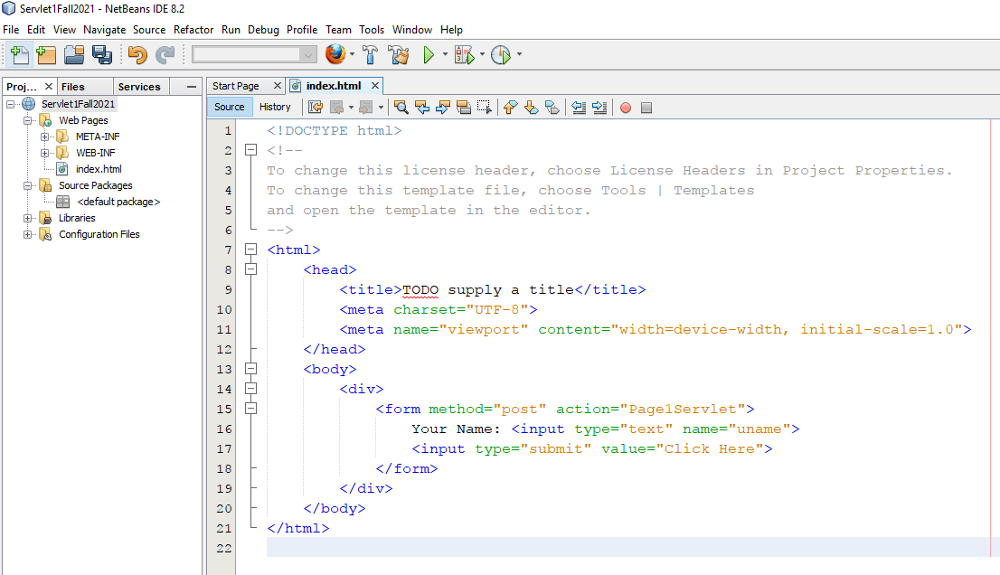 Servlet1Fall2021 - NetBeans IDE 8.2
File Edit View Navigate Source Refactor Run Debug Profile Team Tools Window Help
Proj... Files Services
Servlet1Fall2021
Web Pages
META-INF
WEB-INF
index.html
Source Packages
<default package>
Libraries
Configuration Files
Start Page index.html
Source History
1 <!DOCTYPE html>
2 <!--
3 To change this license header, choose License Headers in Project Properties.
4 To change this template file, choose Tools | Templates
5 and open the template in the editor.
6 -->
7 <html>
8 <head>
9 <title>TODO supply a title</title>
10 <meta charset="UTF-8">
11 <meta name="viewport" content="width=device-width, initial-scale=1.0">
12 </head>
13 <body>
14 <div>
15 <form method="post" action="Page1Servlet">
16 Your Name: <input type="text" name="uname">
17 <input type="submit" value="Click Here">
18 </form>
19 </div>
20 </body>
21 </html>
22